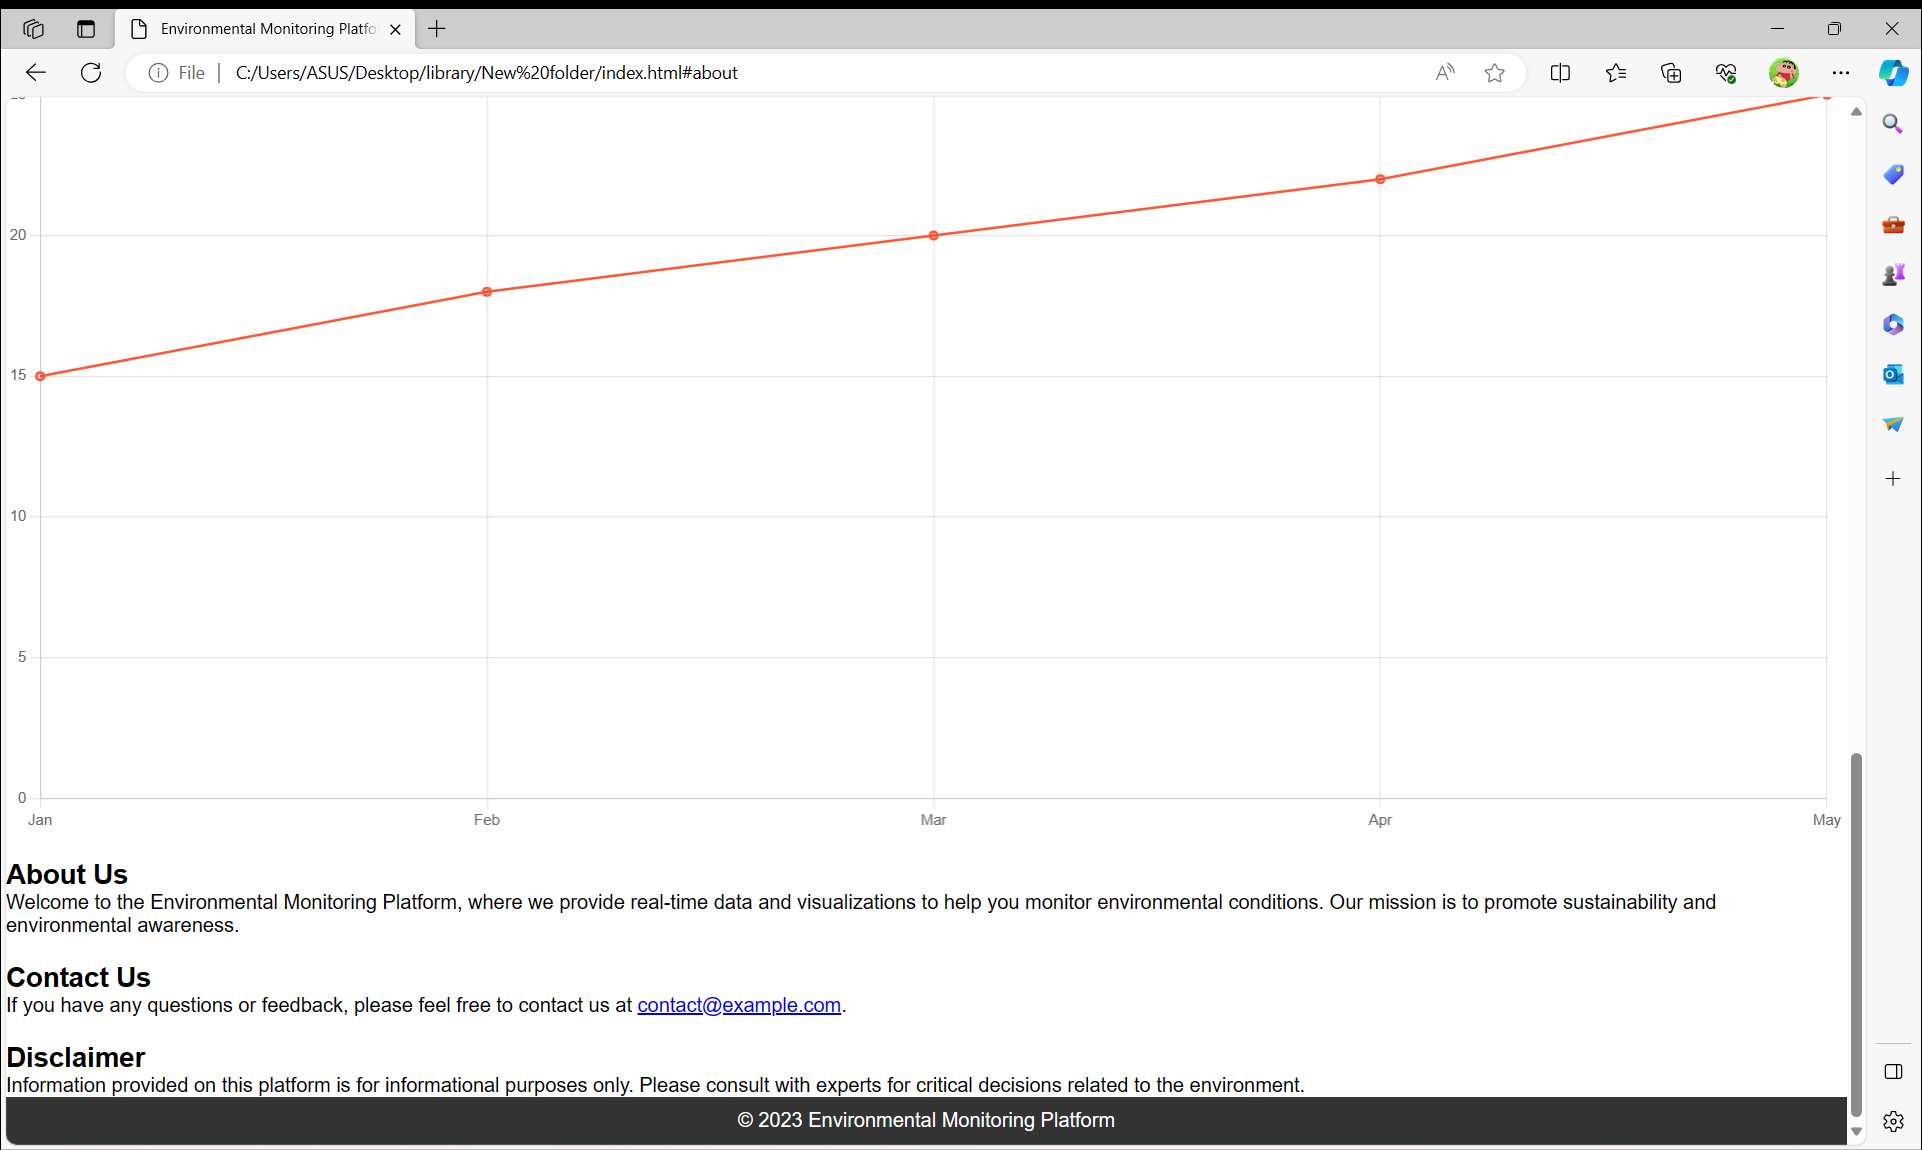 Environmental Monitoring Platfo
File
C:/Users/ASUS/Desktop/library/New%20folder/index.html#about
20
15
10
5
0
Jan Feb Mar Apr May
About Us
Welcome to the Environmental Monitoring Platform, where we provide real-time data and visualizations to help you monitor environmental conditions. Our mission is to promote sustainability and
environmental awareness.
Contact Us
If you have any questions or feedback, please feel free to contact us at contact@example.com.
Disclaimer
Information provided on this platform is for informational purposes only. Please consult with experts for critical decisions related to the environment.
© 2023 Environmental Monitoring Platform